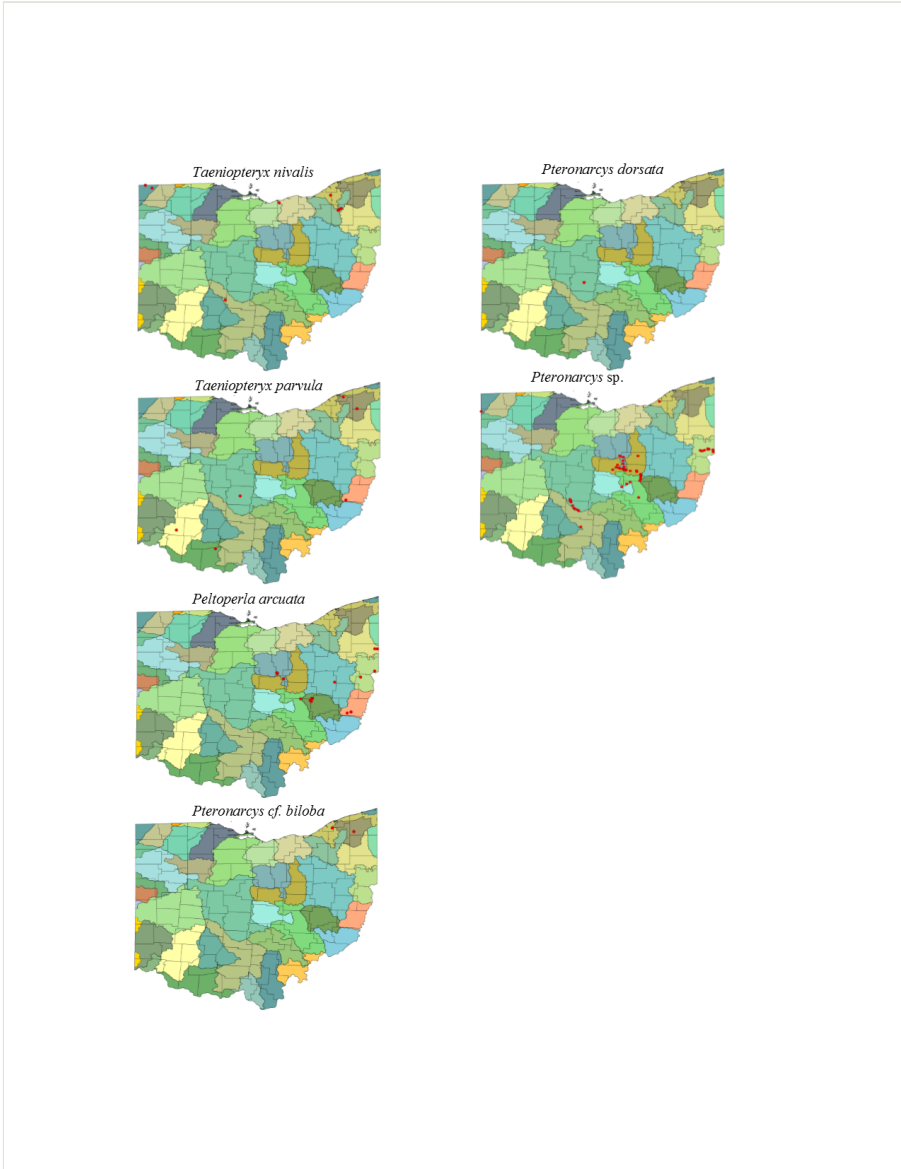 Taeniopteryx nivalis
Pteronarcys dorsata
Taeniopteryx parvula
Pteronarcys sp.
Peltoperla arcuata
Pteronarcys cf. biloba